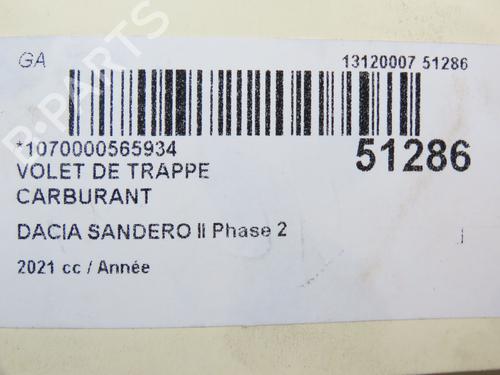 GA
13120007 51286
*1070000565934
51286
VOLET DE TRAPPE
CARBURANT
DACIA SANDERO II Phase 2
2021 cc / Année
B-PARTS